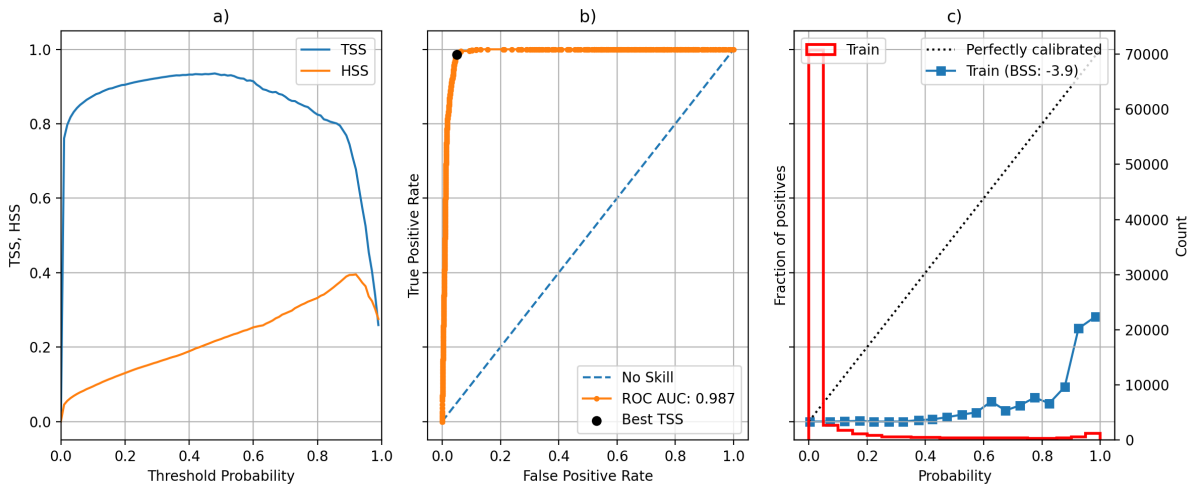 a)
TSS, HSS
1.0
0.8
0.6
0.4
0.2
0.0
TSS
HSS
0.0 0.2 0.4 0.6 0.8 1.0
Threshold Probability
b)
True Positive Rate
No Skill
ROC AUC: 0.987
Best TSS
0.0 0.2 0.4 0.6 0.8 1.0
False Positive Rate
c)
Fraction of positives
Train
Perfectly calibrated
Train (BSS: -3.9)
0.0 0.2 0.4 0.6 0.8 1.0
Probability
70000
60000
50000
40000
30000
20000
10000
0
Count